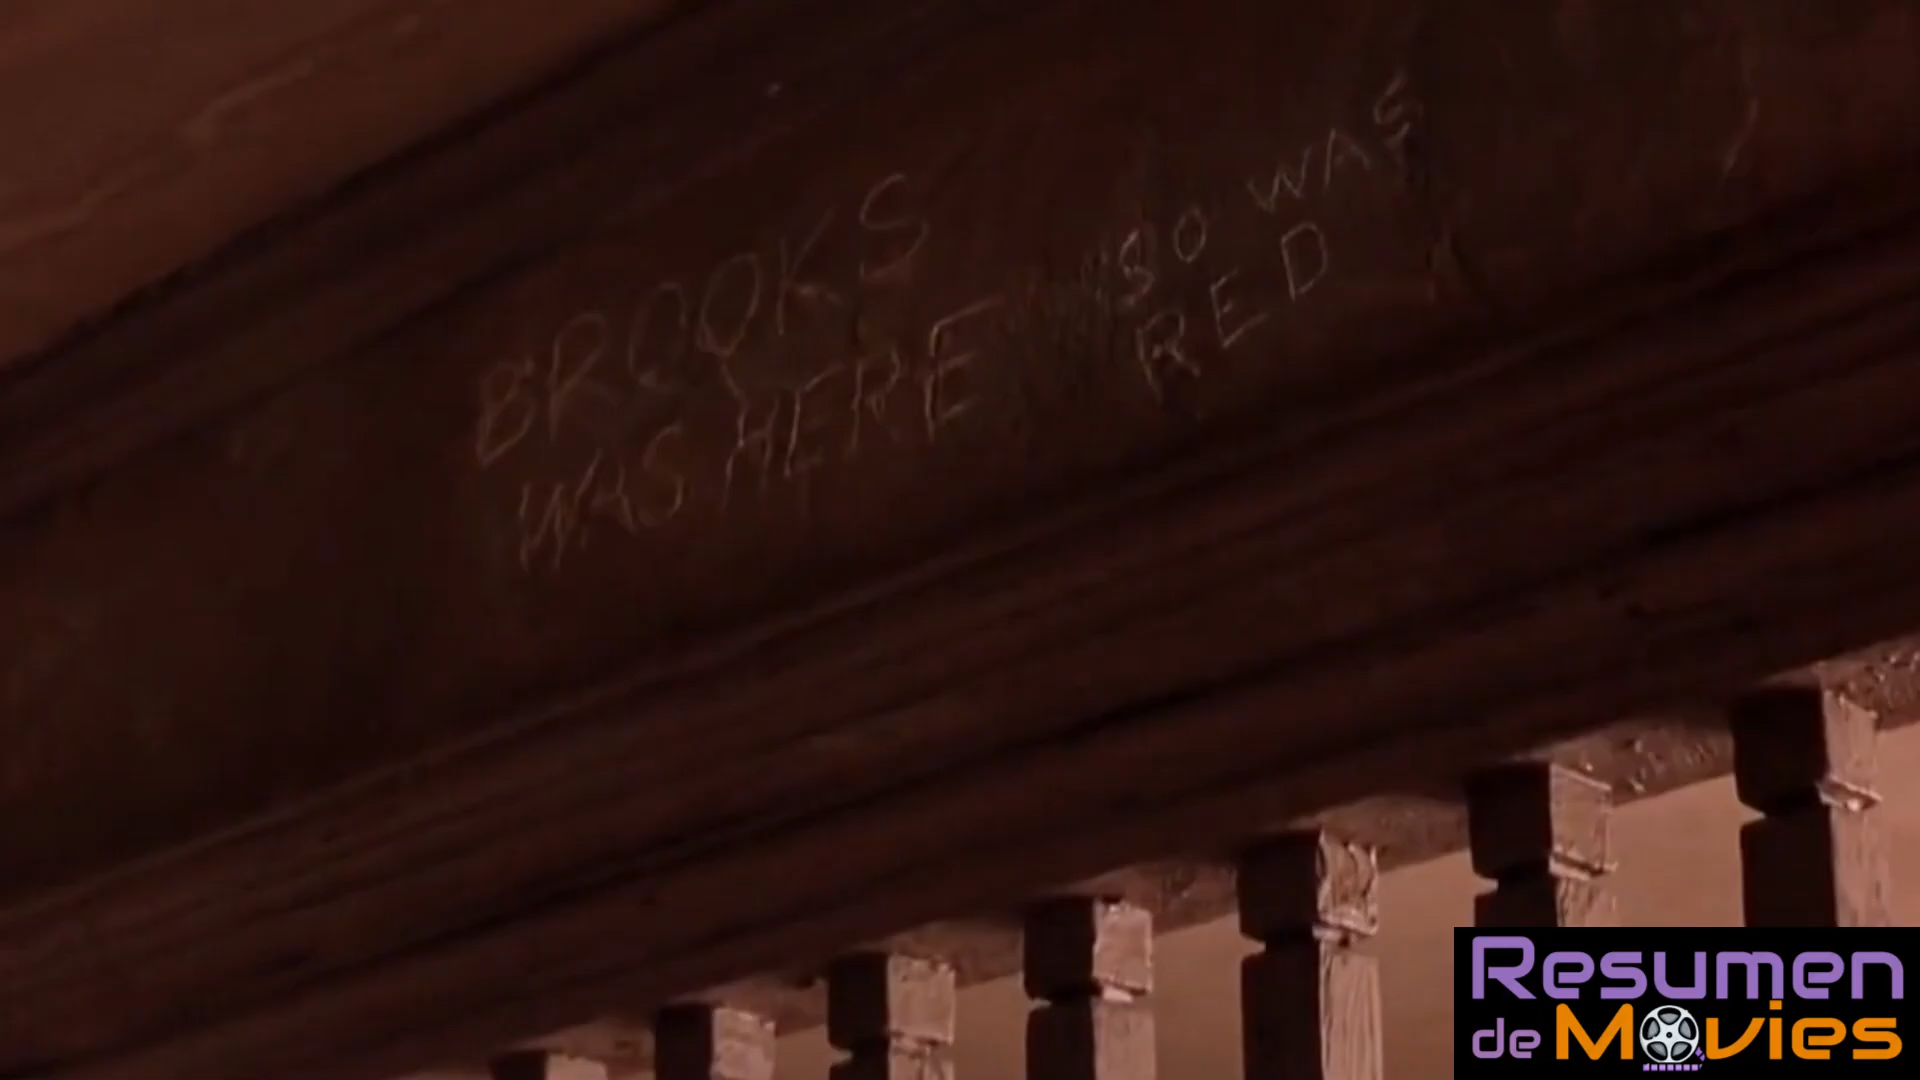 BROOKS
WAS HERE
SO WAS
RED
Resumen
de Movies